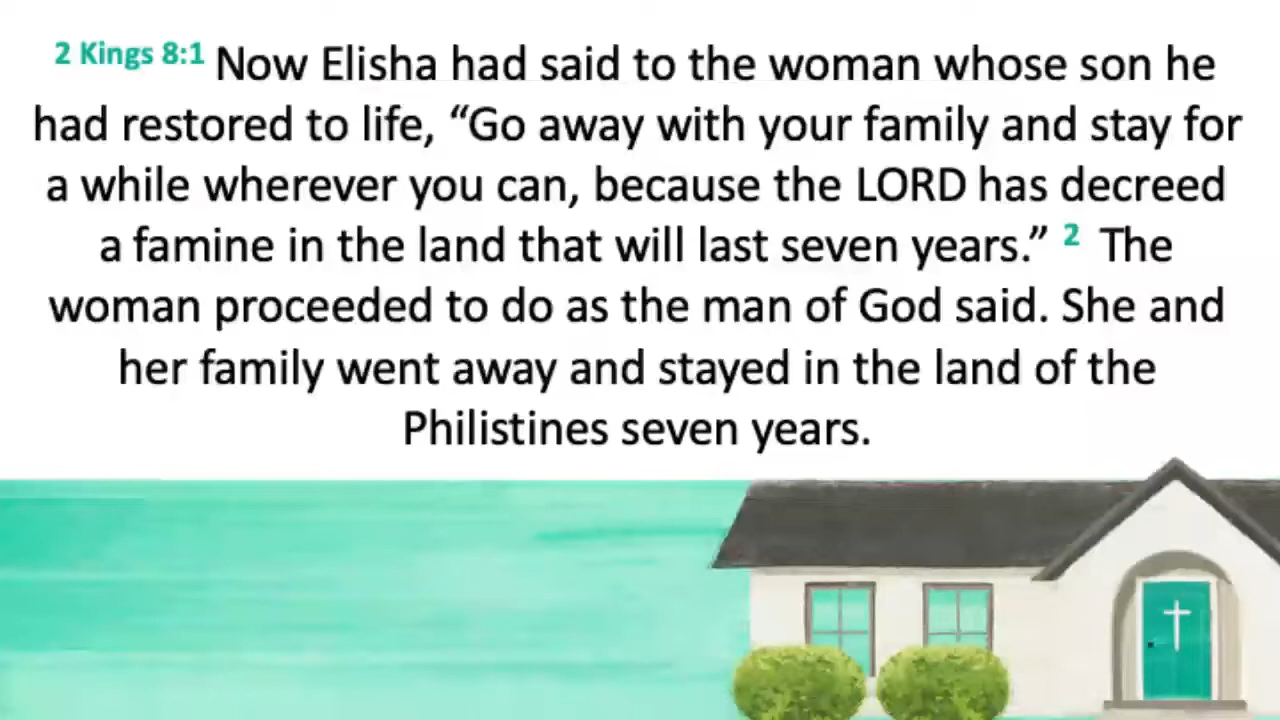 2 Kings 8:1 Now Elisha had said to the woman whose son he
had restored to life, “Go away with your family and stay for
a while wherever you can, because the LORD has decreed
a famine in the land that will last seven years.” 2 The
woman proceeded to do as the man of God said. She and
her family went away and stayed in the land of the
Philistines seven years.